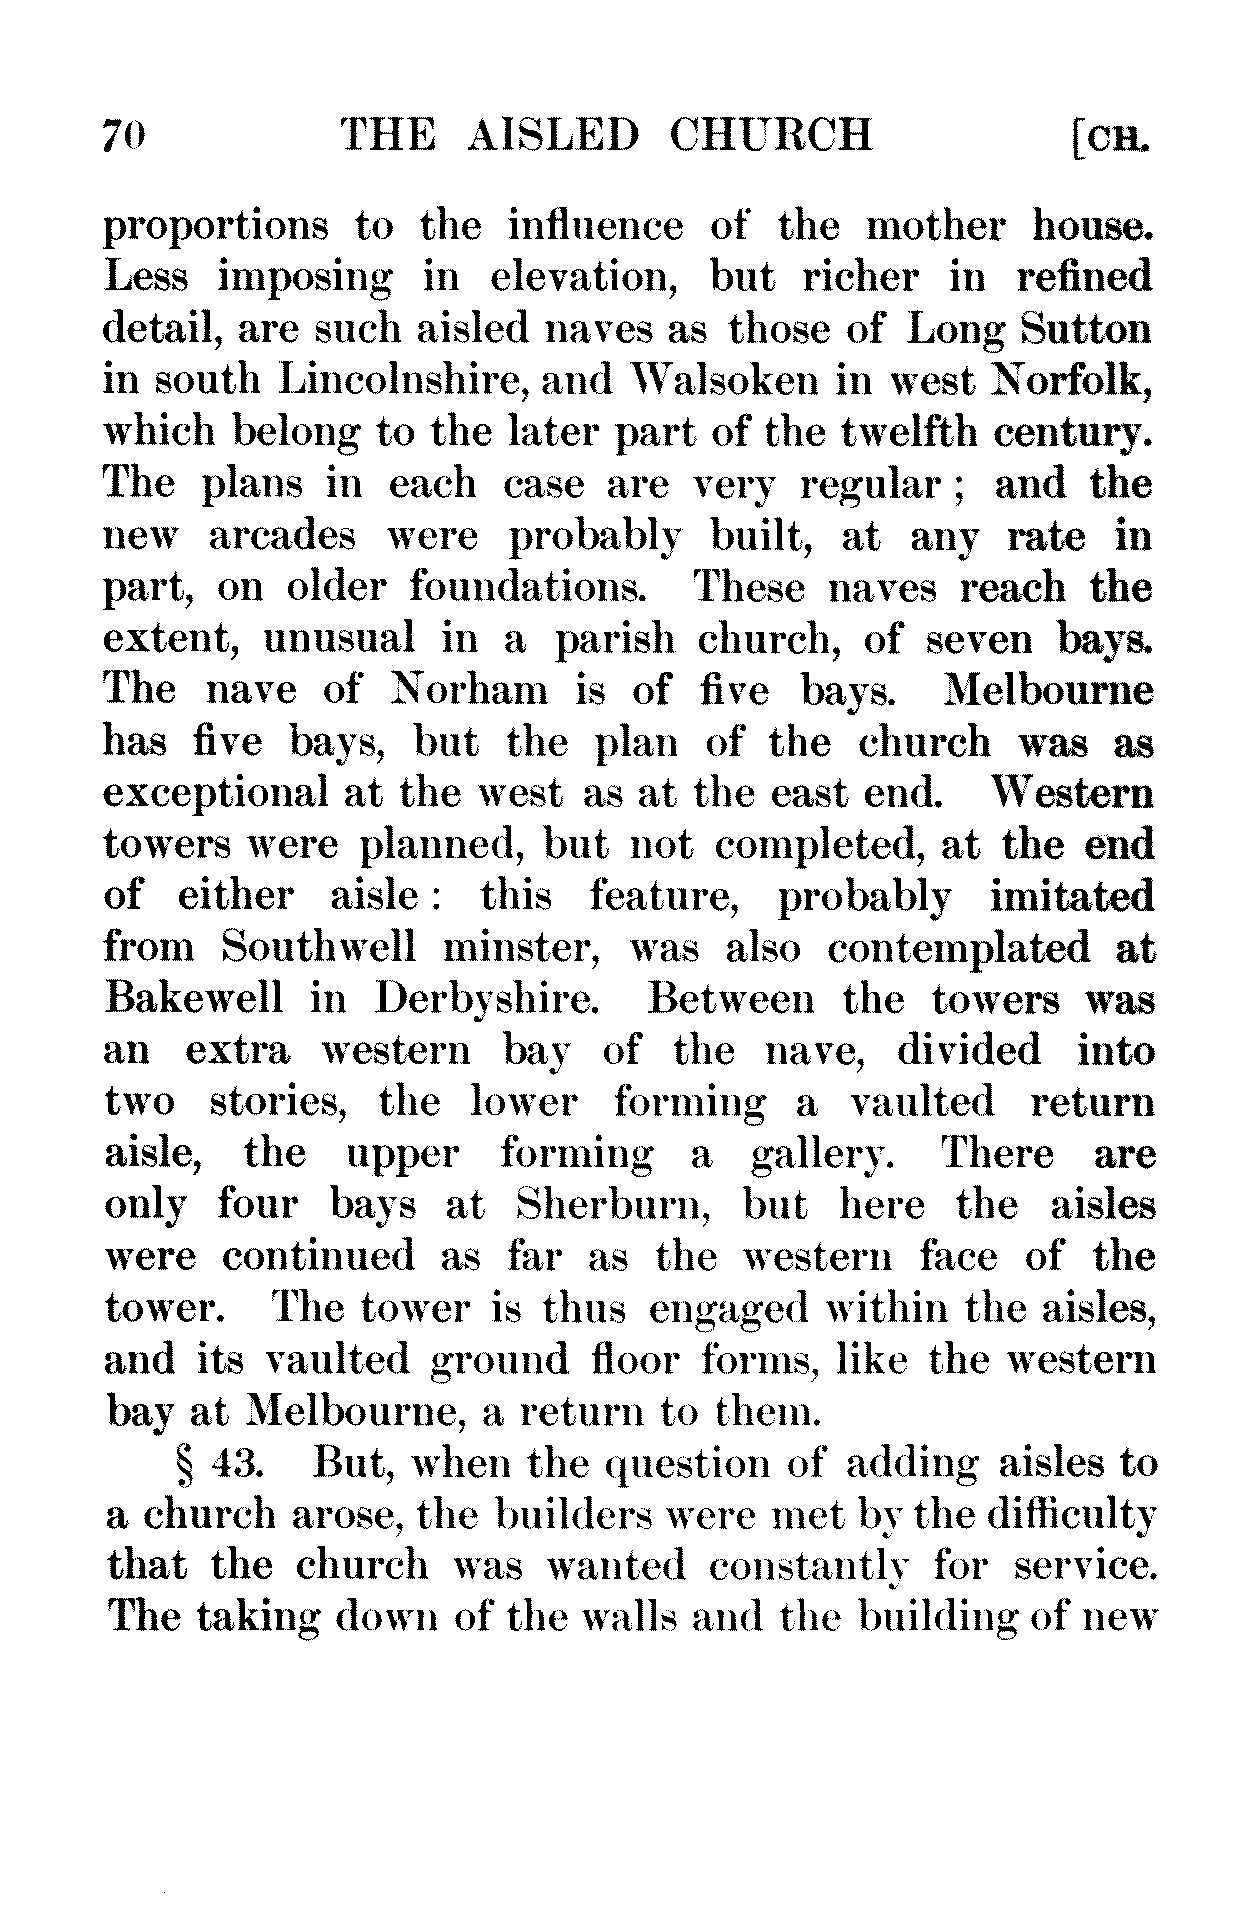 70 THE AISLED CHURCH [CH.
proportions to the influence of the mother house.
Less imposing in elevation, but richer in refined
detail, are such aisled naves as those of Long Sutton
in south Lincolnshire, and Walsoken in west Norfolk,
which belong to the later part of the twelfth century.
The plans in each case are very regular ; and the
new arcades were probably built, at any rate in
part, on older foundations. These naves reach the
extent, unusual in a parish church, of seven bays.
The nave of Norham is of five bays. Melbourne
has five bays, but the plan of the church was as
exceptional at the west as at the east end. Western
towers were planned, but not completed, at the end
of either aisle : this feature, probably imitated
from Southwell minster, was also contemplated at
Bakewell in Derbyshire. Between the towers was
an extra western bay of the nave, divided into
two stories, the lower forming a vaulted return
aisle, the upper forming a gallery. There are
only four bays at Sherburn, but here the aisles
were continued as far as the western face of the
tower. The tower is thus engaged within the aisles,
and its vaulted ground floor forms, like the western
bay at Melbourne, a return to them.
§ 43. But, when the question of adding aisles to
a church arose, the builders were met by the difficulty
that the church was wanted constantly for service.
The taking down of the walls and the building of new